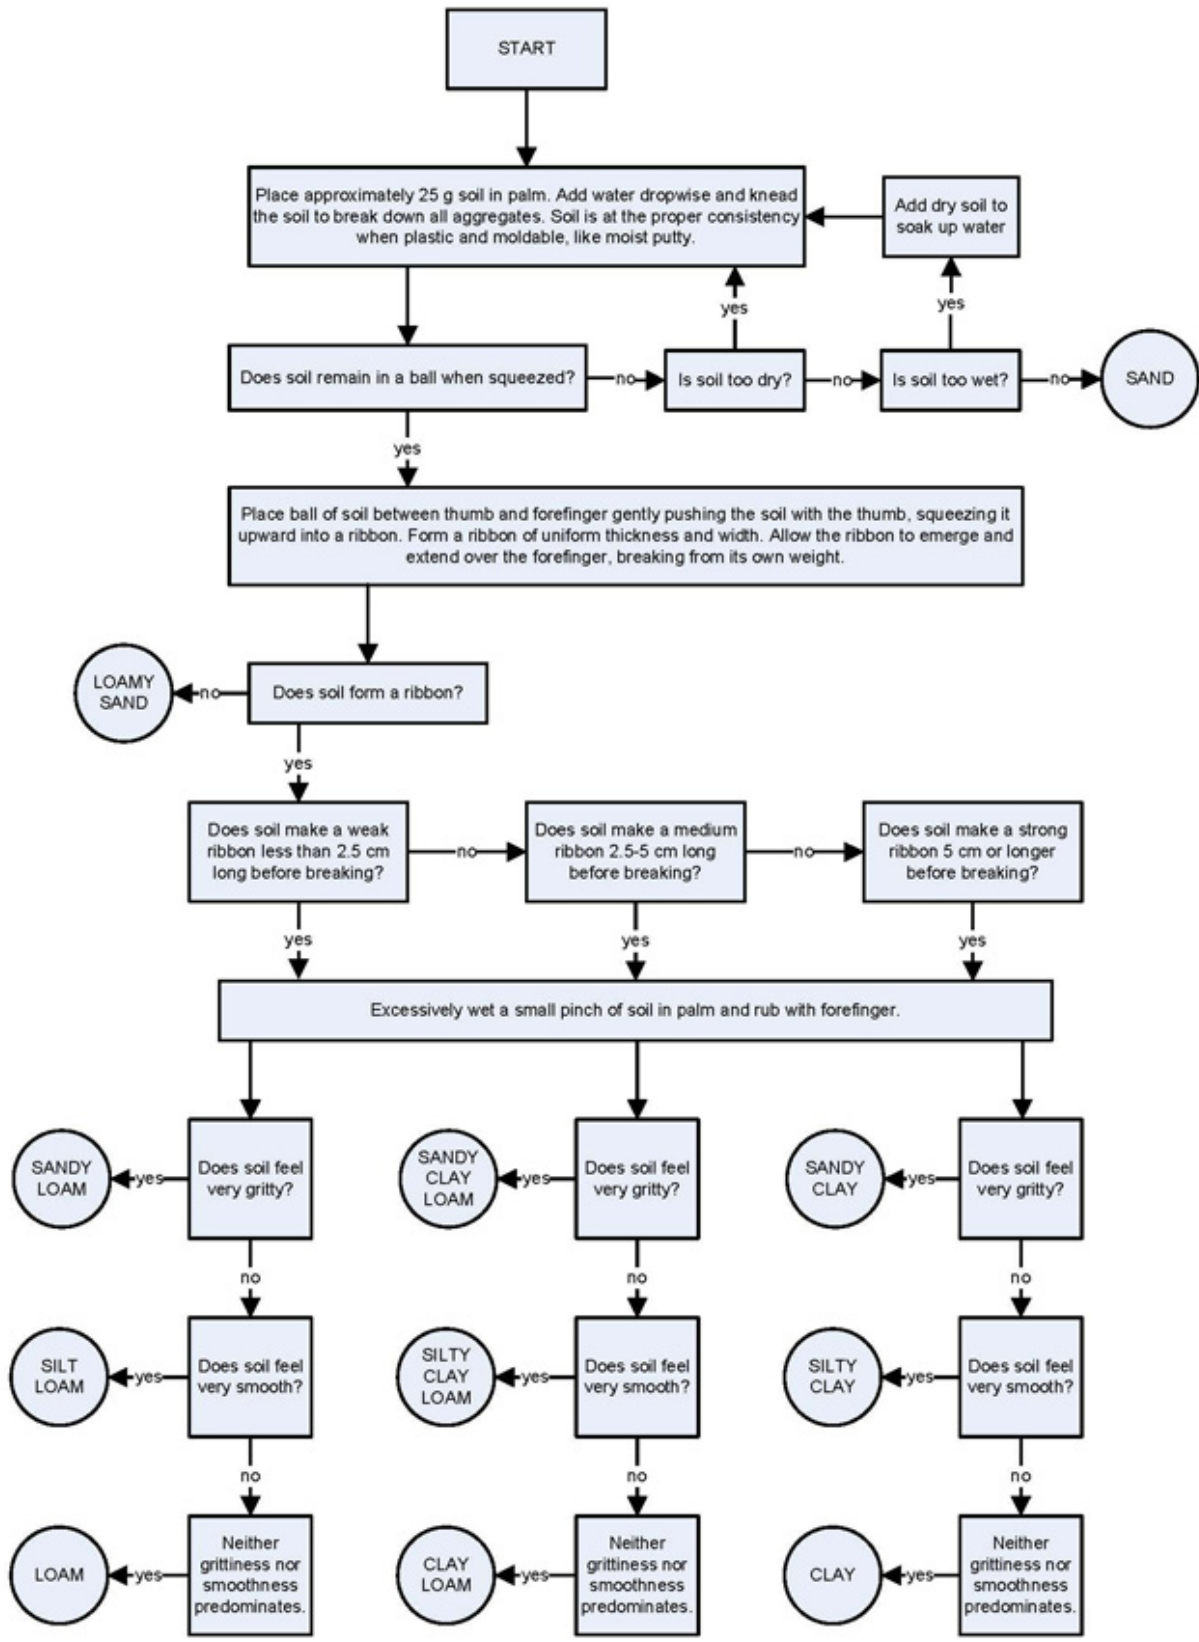 START
Place approximately 25 g soil in palm. Add water dropwise and knead
the soil to break down all aggregates. Soil is at the proper consistency
when plastic and moldable, like moist putty.
Add dry soil to
soak up water
yes
yes
Does soil remain in a ball when squeezed?
no
Is soil too dry?
no
Is soil too wet?
no
SAND
yes
Place ball of soil between thumb and forefinger gently pushing the soil with the thumb, squeezing it
upward into a ribbon. Form a ribbon of uniform thickness and width. Allow the ribbon to emerge and
extend over the forefinger, breaking from its own weight.
LOAMY
SAND
no
Does soil form a ribbon?
yes
Does soil make a weak
ribbon less than 2.5 cm
long before breaking?
no
Does soil make a medium
ribbon 2.5-5 cm long
before breaking?
no
Does soil make a strong
ribbon 5 cm or longer
before breaking?
yes
yes
yes
Excessively wet a small pinch of soil in palm and rub with forefinger.
SANDY
LOAM
yes
Does soil feel
very gritty?
SANDY
CLAY
LOAM
yes
Does soil feel
very gritty?
SANDY
CLAY
yes
Does soil feel
very gritty?
no
no
no
SILT
LOAM
yes
Does soil feel
very smooth?
SILTY
CLAY
LOAM
yes
Does soil feel
very smooth?
SILTY
CLAY
yes
Does soil feel
very smooth?
no
no
no
LOAM
yes
Neither
grittiness nor
smoothness
predominates.
CLAY
LOAM
yes
Neither
grittiness nor
smoothness
predominates.
CLAY
yes
Neither
grittiness nor
smoothness
predominates.